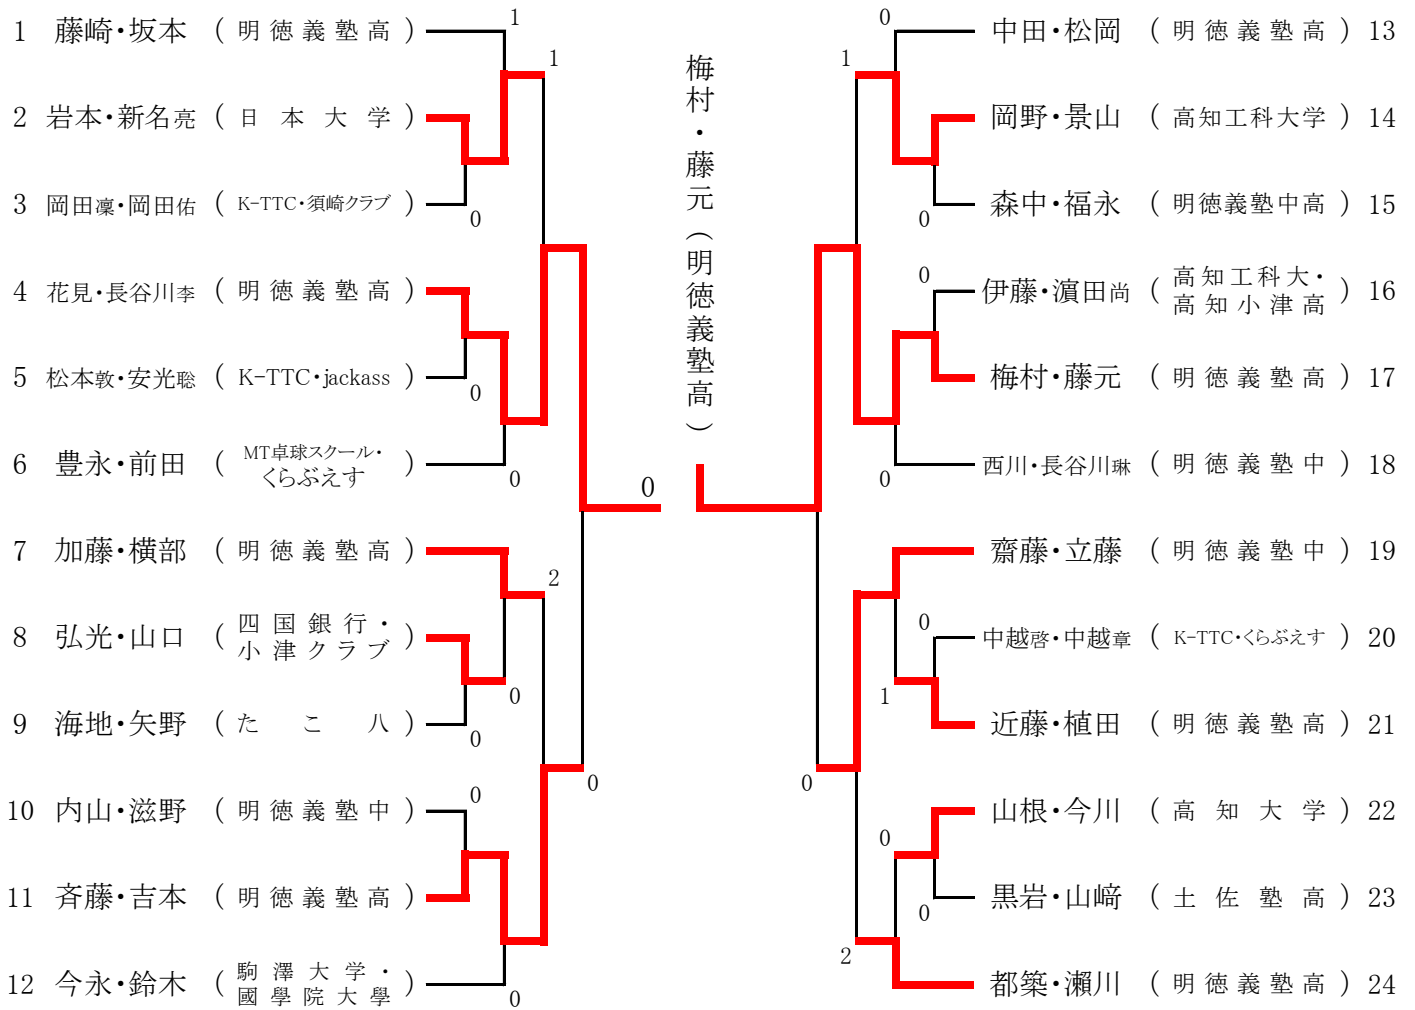 1 藤崎・坂本 ( 明徳義塾高 )
1
2 岩本・新名亮 ( 日本大学 )
1
3 岡田凜・岡田佑 ( K-TTC・須崎クラブ )
0
4 花見・長谷川李 ( 明徳義塾高 )
5 松本敦・安光聡 ( K-TTC・jackass )
0
6 豊永・前田 ( MT卓球スクール・
くらぶえす )
0
7 加藤・横部 ( 明徳義塾高 )
2
8 弘光・山口 ( 四国銀行・
小津クラブ )
0
9 海地・矢野 ( たこ八 )
0
10 内山・滋野 ( 明徳義塾中 )
0
0
11 斉藤・吉本 ( 明徳義塾高 )
12 今永・鈴木 ( 駒澤大学・
國學院大學 )
0
0
梅村・藤元(明徳義塾高)
0
中田・松岡 ( 明徳義塾高 ) 13
1
岡野・景山 ( 高知工科大学 ) 14
森中・福永 ( 明徳義塾中高 ) 15
0
0
伊藤・濵田尚 ( 高知工科大・
高知小津高 ) 16
梅村・藤元 ( 明徳義塾高 ) 17
西川・長谷川琳 ( 明徳義塾中 ) 18
0
齋藤・立藤 ( 明徳義塾中 ) 19
0
中越啓・中越章 ( K-TTC・くらぶえす ) 20
1
近藤・植田 ( 明徳義塾高 ) 21
0
山根・今川 ( 高知大学 ) 22
0
黒岩・山﨑 ( 土佐塾高 ) 23
0
2
都築・瀬川 ( 明徳義塾高 ) 24